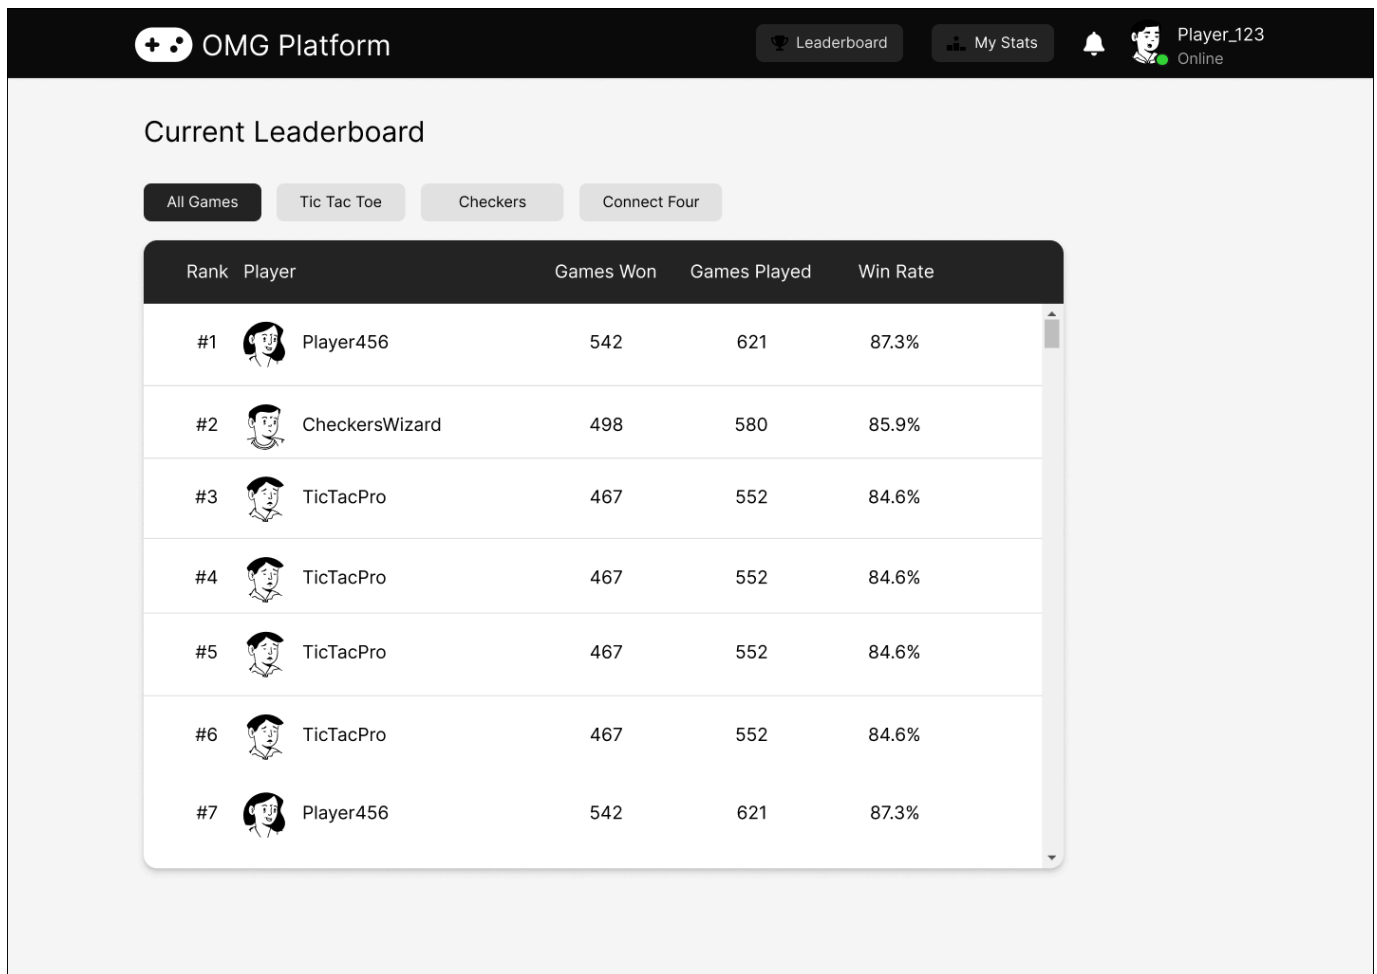 OMG Platform
Leaderboard
My Stats
Player_123
Online
Current Leaderboard
All Games Tic Tac Toe Checkers Connect Four
Rank Player Games Won Games Played Win Rate
#1 Player456 542 621 87.3%
#2 CheckersWizard 498 580 85.9%
#3 TicTacPro 467 552 84.6%
#4 TicTacPro 467 552 84.6%
#5 TicTacPro 467 552 84.6%
#6 TicTacPro 467 552 84.6%
#7 Player456 542 621 87.3%